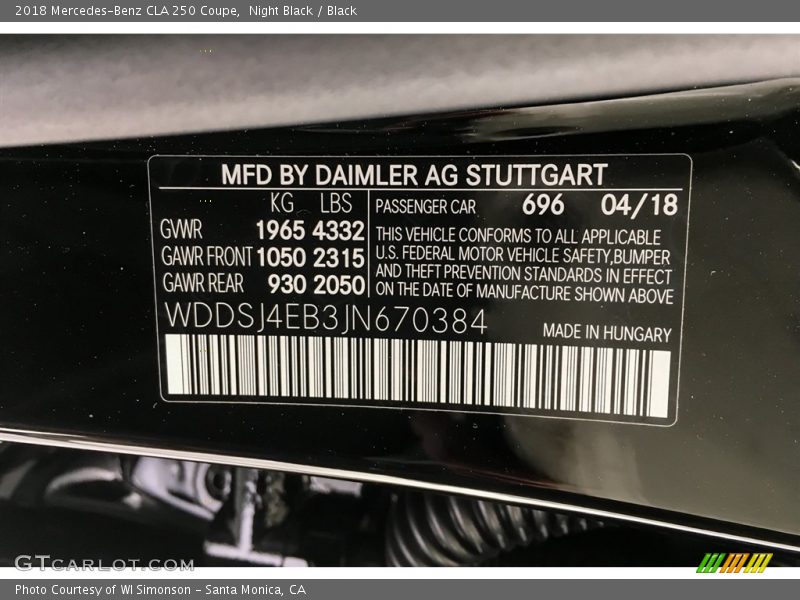 2018 Mercedes-Benz CLA 250 Coupe, Night Black / Black
MFD BY DAIMLER AG STUTTGART
KG LBS
GVWR 1965 4332
GAWR FRONT 1050 2315
GAWR REAR 930 2050
PASSENGER CAR 696 04/18
THIS VEHICLE CONFORMS TO ALL APPLICABLE
U.S. FEDERAL MOTOR VEHICLE SAFETY,BUMPER
AND THEFT PREVENTION STANDARDS IN EFFECT
ON THE DATE OF MANUFACTURE SHOWN ABOVE
WDDSJ4EB3JN670384
MADE IN HUNGARY
GTCARLOT.COM
Photo Courtesy of WI Simonson - Santa Monica, CA